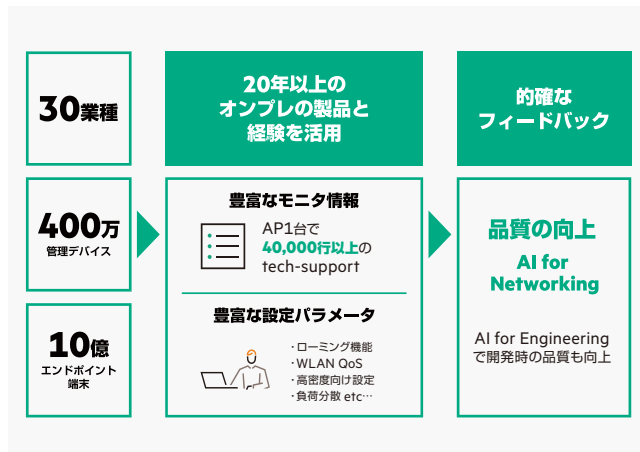 30業種
400万
管理デバイス
10億
エンドポイント
端末
20年以上の
オンプレの製品と
経験を活用
豊富なモニタ情報
AP1台で
40,000行以上の
tech-support
豊富な設定パラメータ
・ローミング機能
・WLAN QoS
・高密度向け設定
・負荷分散 etc…
的確な
フィードバック
品質の向上
AI for
Networking
AI for Engineering
で開発時の品質も向上